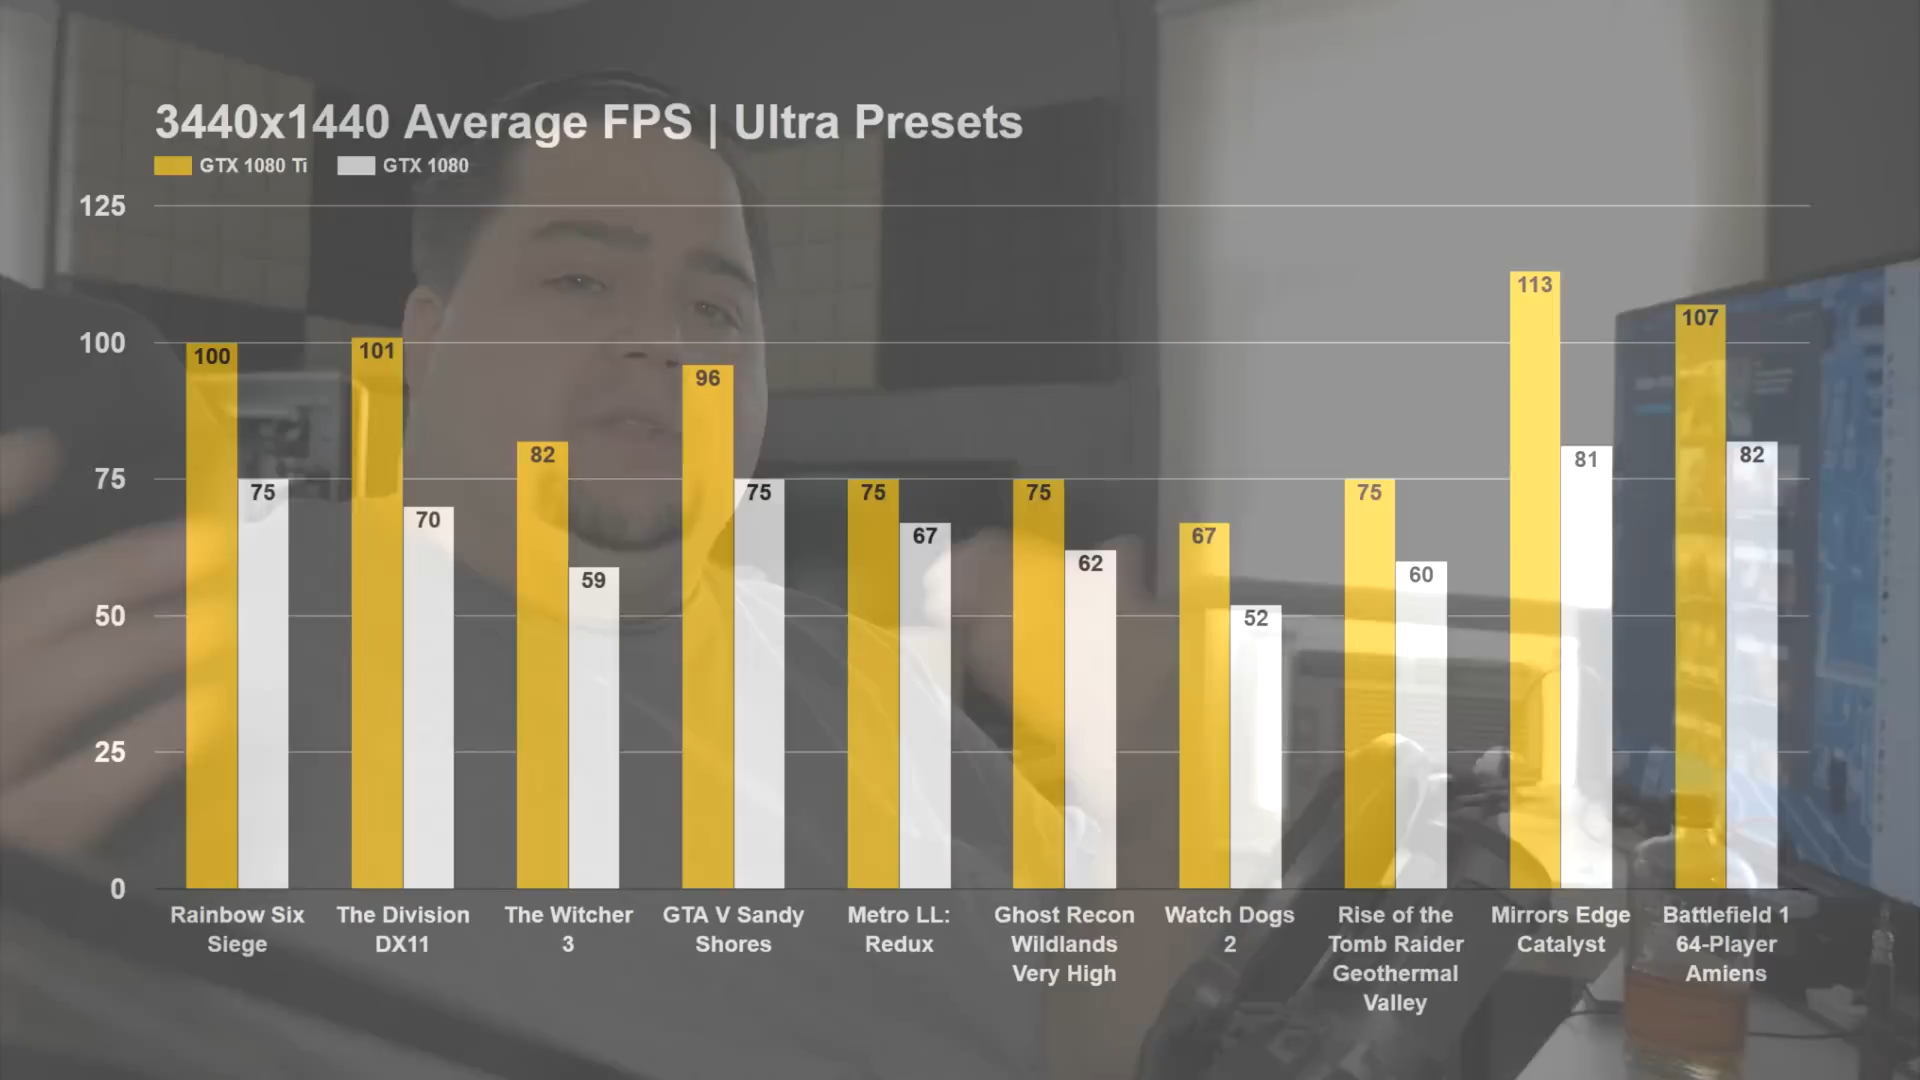 3440x1440 Average FPS | Ultra Presets
GTX 1080 Ti GTX 1080
125
100
75
50
25
0
100 75
101 70
82 59
96 75
75 67
75 62
67 52
75 60
113 81
107 82
Rainbow Six
Siege
The Division
DX11
The Witcher
3
GTA V Sandy
Shores
Metro LL:
Redux
Ghost Recon
Wildlands
Very High
Watch Dogs
2
Rise of the
Tomb Raider
Geothermal
Valley
Mirrors Edge
Catalyst
Battlefield 1
64-Player
Amiens